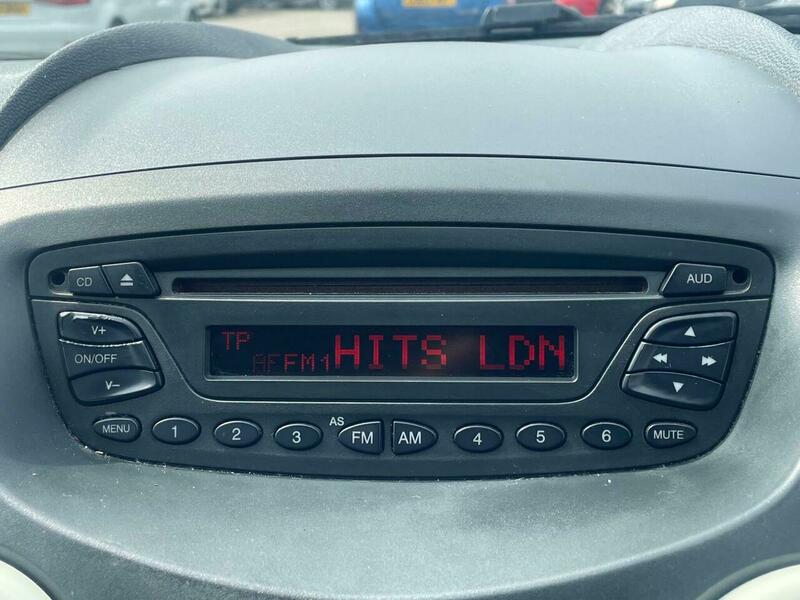 CD
AUD
V+
ON/OFF
V–
TP
AF FM1 HITS LDN
MENU 1 2 3 AS FM AM 4 5 6 MUTE